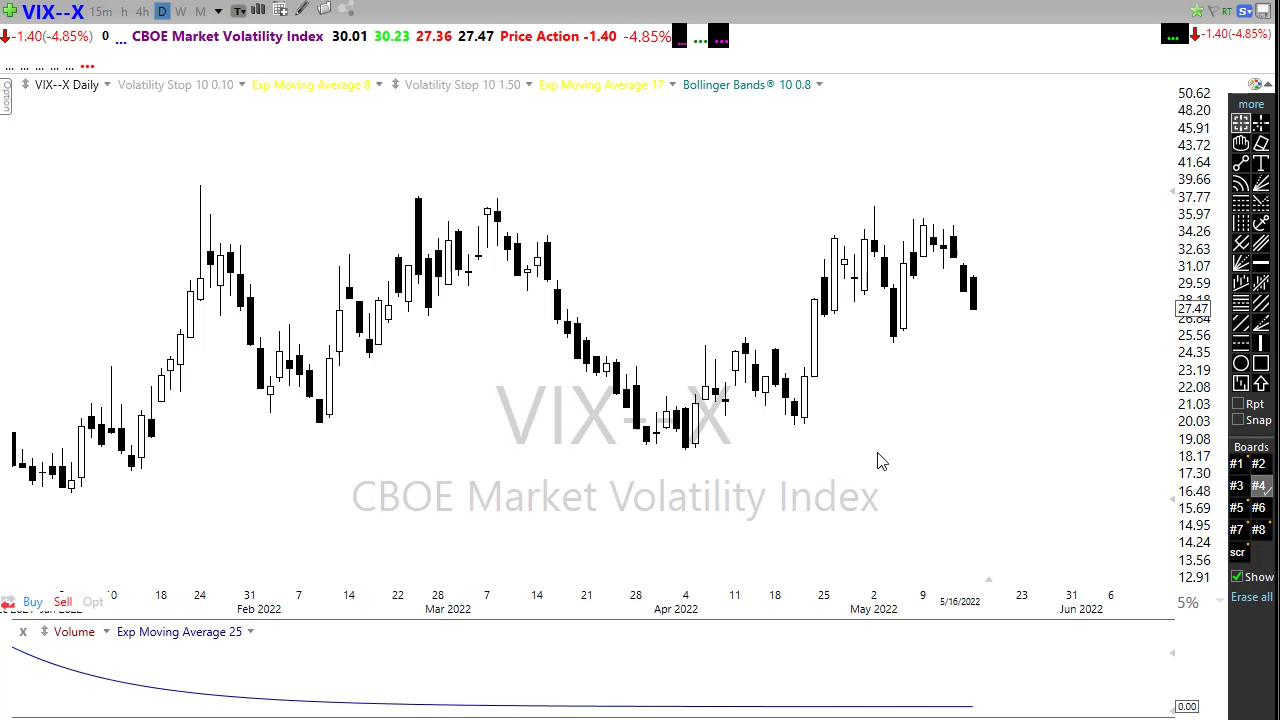 VIX--X 15m h 4h D W M T RT S
-1.40(-4.85%) 0 ... CBOE Market Volatility Index 30.01 30.23 27.36 27.47 Price Action -1.40 -4.85% ... ... ... ... -1.40(-4.85%)
... ... ... ... ... ...
Option
VIX--X Daily Volatility Stop 10 0.10 Exp Moving Average 8 Volatility Stop 10 1.50 Exp Moving Average 17 Bollinger Bands® 10 0.8
50.62
48.20
45.91
43.72
41.64
39.66
37.77
35.97
34.26
32.63
31.07
29.59
28.18
27.47
26.84
25.56
24.35
23.19
22.08
21.03
20.03
19.08
18.17
17.30
16.48
15.69
14.95
14.24
13.56
12.91
more
T
Rpt
Snap
Boards
#1 #2
#3 #4
#5 #6
#7 #8
scr
Show
Erase all
VIX--X
CBOE Market Volatility Index
18 24 31 7 14 22 28 7 14 21 28 4 11 18 25 2 9 5/16/2022 23 31 6
Feb 2022 Mar 2022 Apr 2022 May 2022 Jun 2022
Buy Sell Opt
5%
x Volume Exp Moving Average 25
0.00